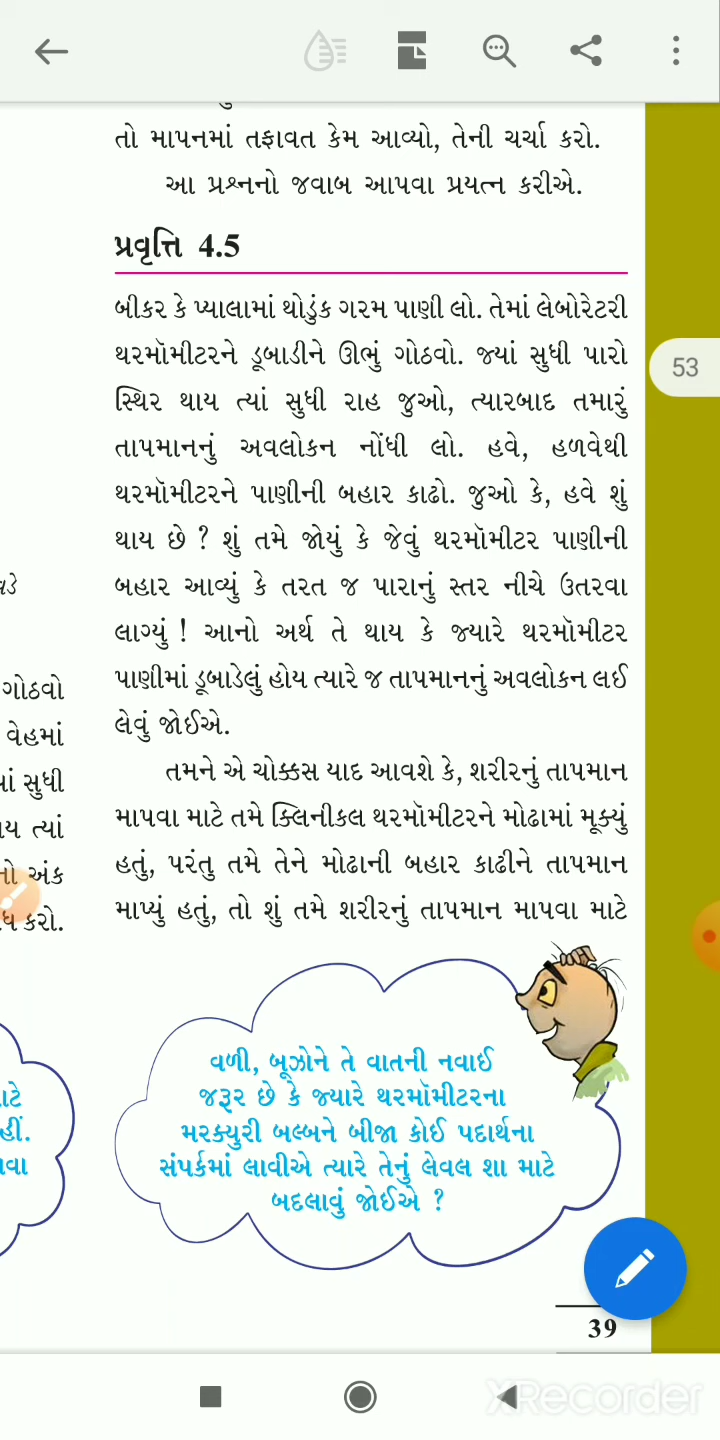 તો માપનમાં તફાવત કેમ આવ્યો, તેની ચર્ચા કરો.
આ પ્રશ્નનો જવાબ આપવા પ્રયત્ન કરીએ.
પ્રવૃત્તિ 4.5
બીકર કે પ્યાલામાં થોડુંક ગરમ પાણી લો. તેમાં લેબોરેટરી
થરમૉમીટરને ડૂબાડીને ઊભું ગોઠવો. જ્યાં સુધી પારો
સ્થિર થાય ત્યાં સુધી રાહ જુઓ, ત્યારબાદ તમારું
તાપમાનનું અવલોકન નોંધી લો. હવે, હળવેથી
થરમૉમીટરને પાણીની બહાર કાઢો. જુઓ કે, હવે શું
થાય છે ? શું તમે જોયું કે જેવું થરમૉમીટર પાણીની
બહાર આવ્યું કે તરત જ પારાનું સ્તર નીચે ઉતરવા
લાગ્યું ! આનો અર્થ તે થાય કે જ્યારે થરમૉમીટર
પાણીમાં ડૂબાડેલું હોય ત્યારે જ તાપમાનનું અવલોકન લઈ
લેવું જોઈએ.
તમને એ ચોક્કસ યાદ આવશે કે, શરીરનું તાપમાન
માપવા માટે તમે ક્લિનીકલ થરમૉમીટરને મોઢામાં મૂક્યું
હતું, પરંતુ તમે તેને મોઢાની બહાર કાઢીને તાપમાન
માપ્યું હતું, તો શું તમે શરીરનું તાપમાન માપવા માટે
વળી, બૂઝોને તે વાતની નવાઈ
જરૂર છે કે જ્યારે થરમૉમીટરના
મરક્યુરી બલ્બને બીજા કોઈ પદાર્થના
સંપર્કમાં લાવીએ ત્યારે તેનું લેવલ શા માટે
બદલાવું જોઈએ ?
ગોઠવો
વેહમાં
સુધી
ત્યાં
અંક
કરો.
39
53
XRecorder